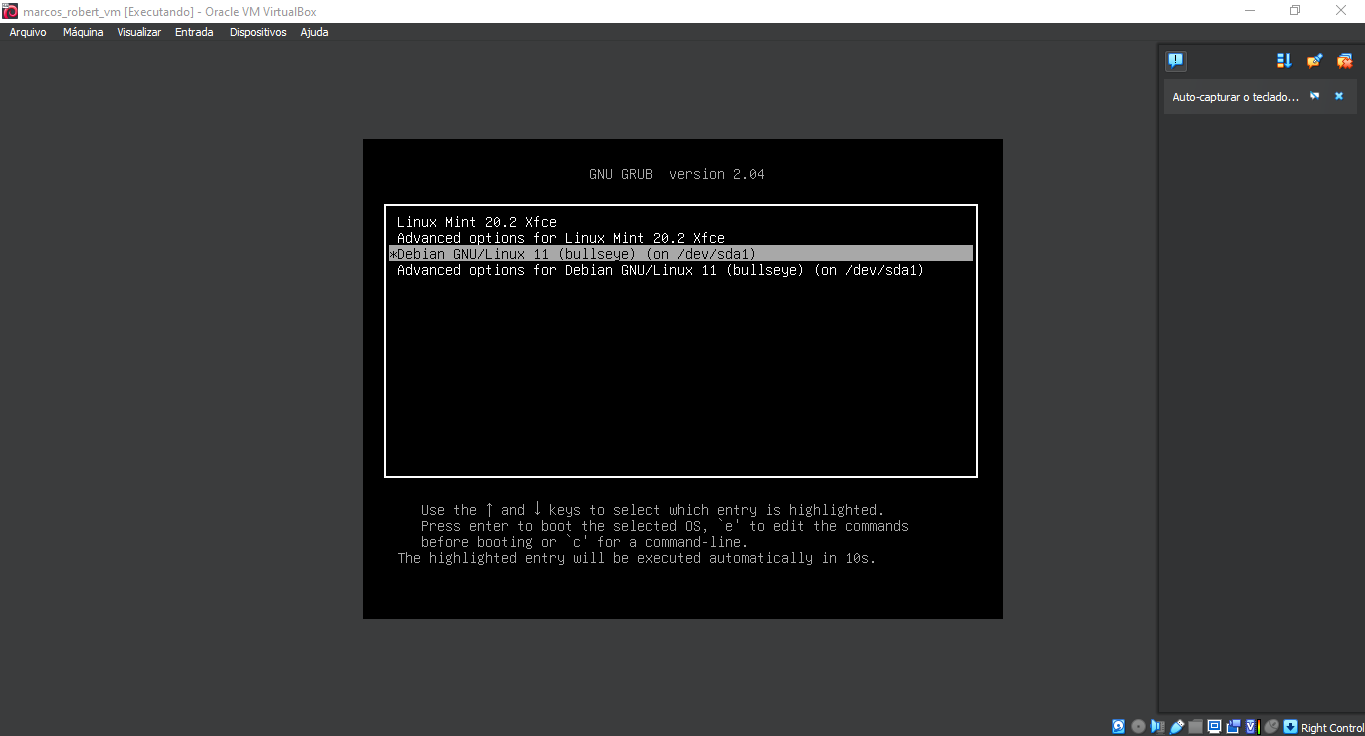 marcos_robert_vm [Executando] - Oracle VM VirtualBox
Arquivo Máquina Visualizar Entrada Dispositivos Ajuda
Auto-capturar o teclado...
GNU GRUB version 2.04
Linux Mint 20.2 Xfce
Advanced options for Linux Mint 20.2 Xfce
*Debian GNU/Linux 11 (bullseye) (on /dev/sda1)
Advanced options for Debian GNU/Linux 11 (bullseye) (on /dev/sda1)
Use the ↑ and ↓ keys to select which entry is highlighted.
Press enter to boot the selected OS, `e' to edit the commands
before booting or `c' for a command-line.
The highlighted entry will be executed automatically in 10s.
Right Control